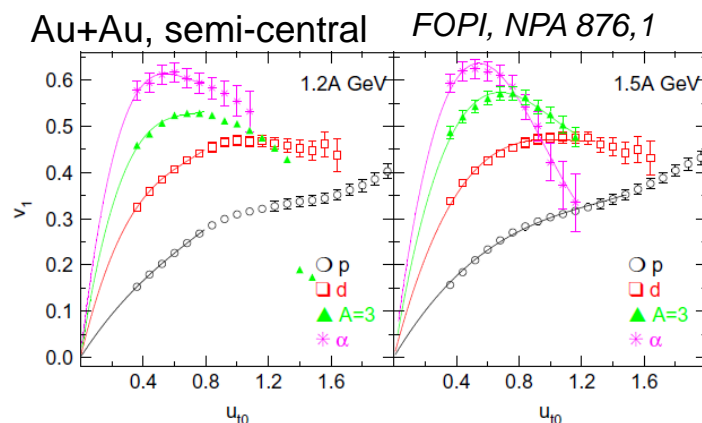 Au+Au, semi-central
FOPI, NPA 876,1
1.2A GeV
0.6
0.5
0.4
0.3
0.2
0.1
0.0
v1
p
d
A=3
α
0.4 0.8 1.2 1.6
ut0
1.5A GeV
p
d
A=3
α
0.4 0.8 1.2 1.6
ut0